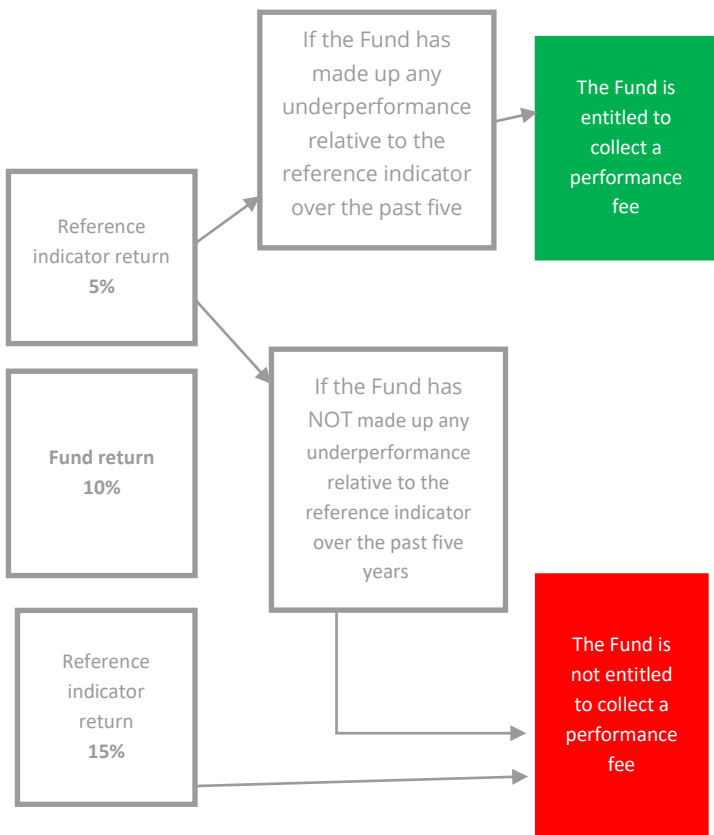 If the Fund has
made up any
underperformance
relative to the
reference indicator
over the past five
The Fund is
entitled to
collect a
performance
fee
Reference
indicator return
5%
Fund return
10%
If the Fund has
NOT made up any
underperformance
relative to the
reference indicator
over the past five
years
Reference
indicator
return
15%
The Fund is
not entitled
to collect a
performance
fee